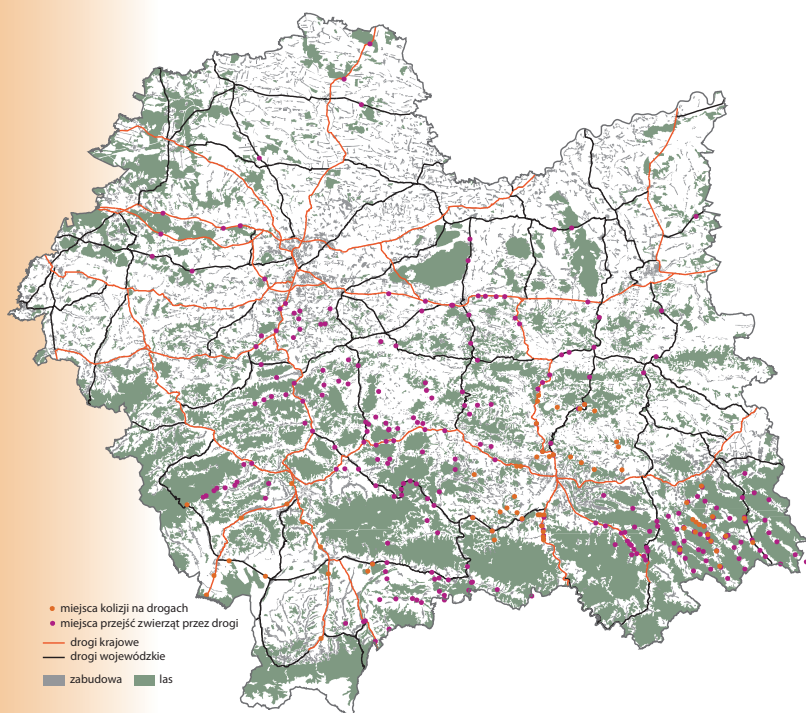 miejsca kolizji na drogach
miejsca przejść zwierząt przez drogi
drogi krajowe
drogi wojewódzkie
zabudowa las